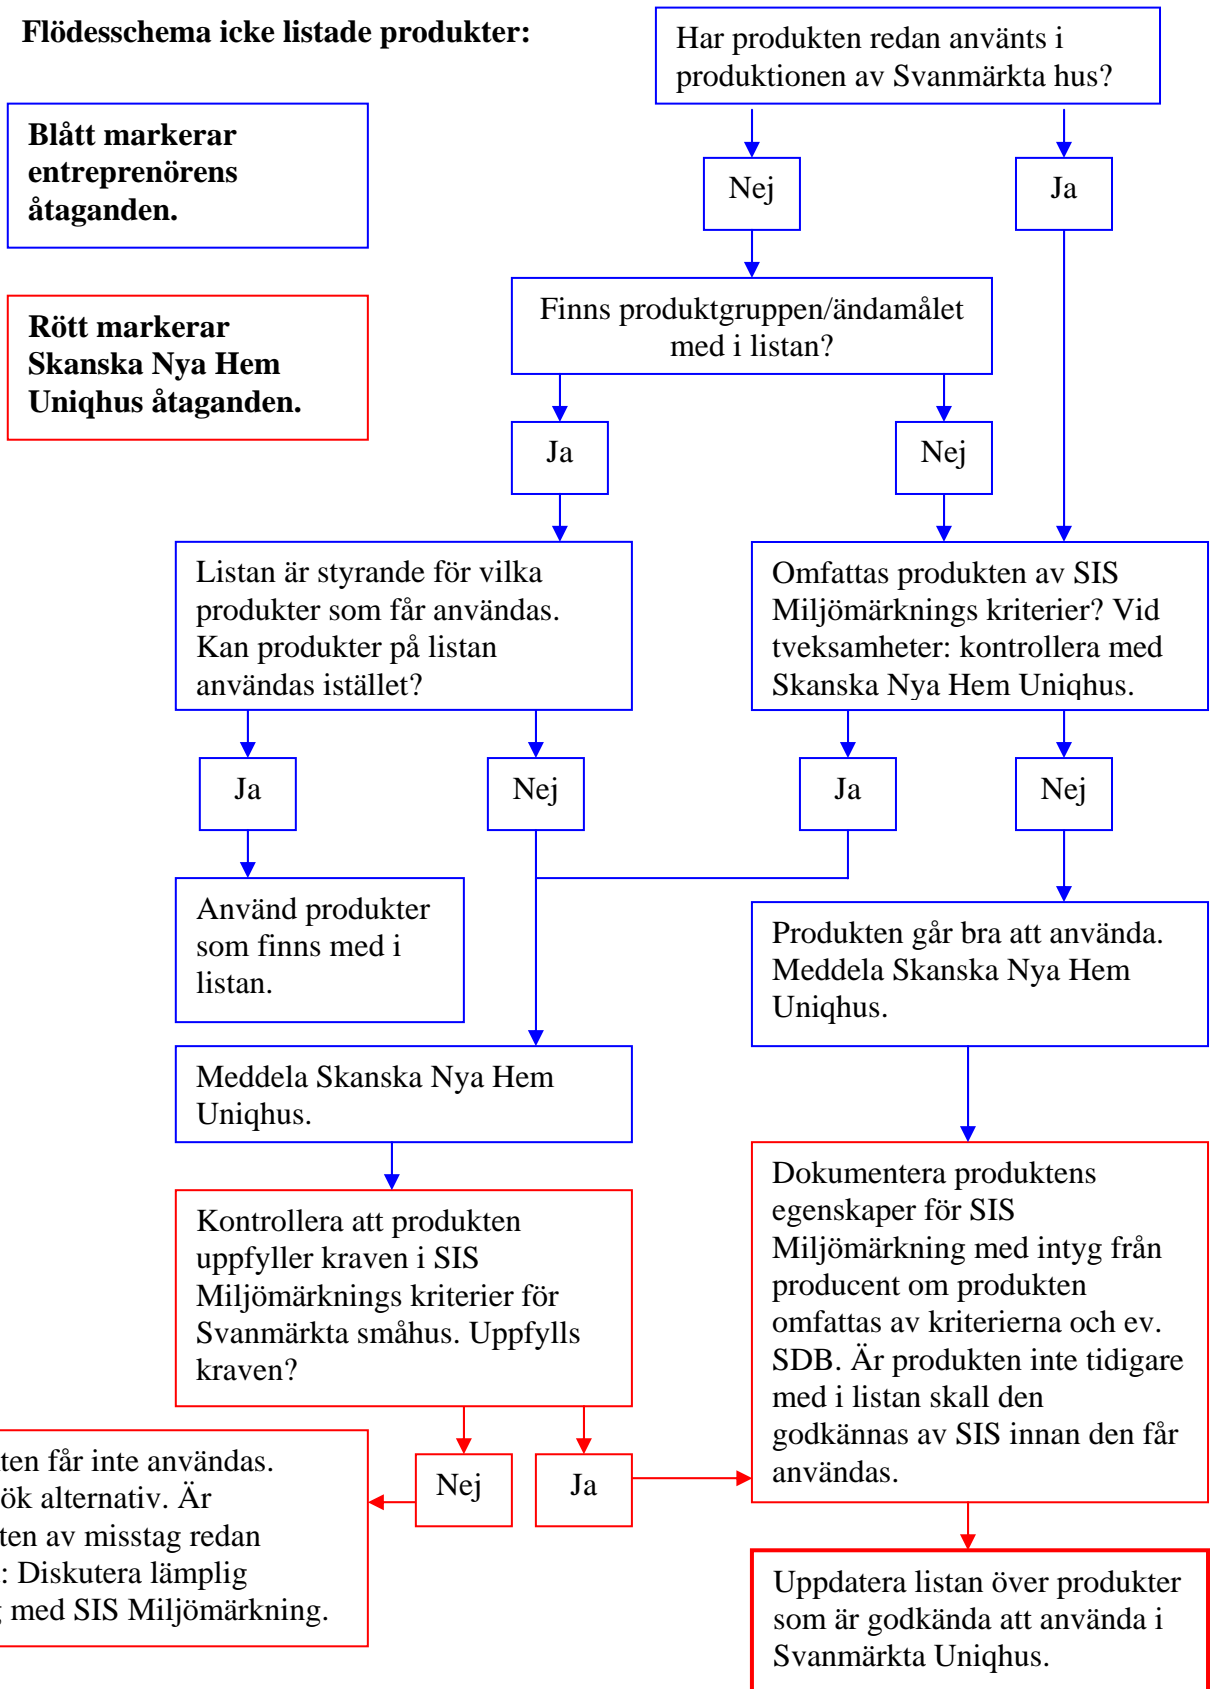 Flödesschema icke listade produkter:
Har produkten redan använts i
produktionen av Svanmärkta hus?
Blått markerar
entreprenörens
åtaganden.
Nej
Ja
Rött markerar
Skanska Nya Hem
Uniqhus åtaganden.
Finns produktgruppen/ändamålet
med i listan?
Ja
Nej
Listan är styrande för vilka
produkter som får användas.
Kan produkter på listan
användas istället?
Omfattas produkten av SIS
Miljömärknings kriterier? Vid
tveksamheter: kontrollera med
Skanska Nya Hem Uniqhus.
Ja
Nej
Ja
Nej
Använd produkter
som finns med i
listan.
Produkten går bra att använda.
Meddela Skanska Nya Hem
Uniqhus.
Meddela Skanska Nya Hem
Uniqhus.
Kontrollera att produkten
uppfyller kraven i SIS
Miljömärknings kriterier för
Svanmärkta småhus. Uppfylls
kraven?
Dokumentera produktens
egenskaper för SIS
Miljömärkning med intyg från
producent om produkten
omfattas av kriterierna och ev.
SDB. Är produkten inte tidigare
med i listan skall den
godkännas av SIS innan den får
användas.
Nej
Ja
får inte användas.
alternativ. Är
av misstag redan
: Diskutera lämplig
med SIS Miljömärkning.
Uppdatera listan över produkter
som är godkända att använda i
Svanmärkta Uniqhus.